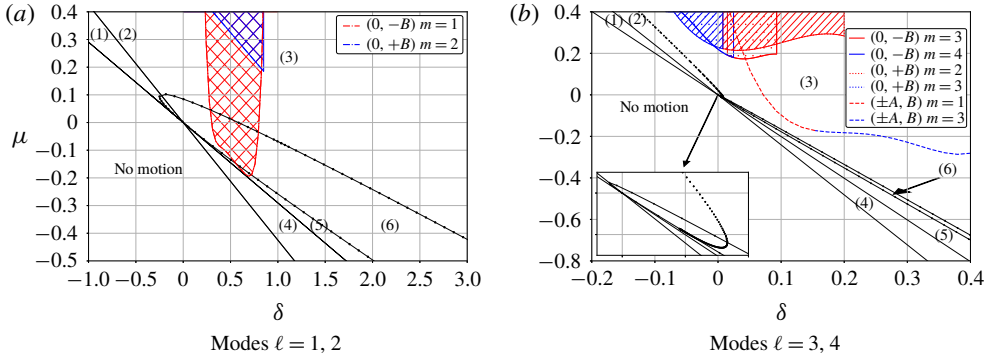 (a)
0.4
0.3
0.2
0.1
0
−0.1
−0.2
0.3
0.4
−0.5
μ
−1.0
−0.5
0
0.5
1.0
1.5
2.0
2.5
3.0
δ
(1)
(2)
(3)
(4)
(5)
(6)
No motion
(0, −B) m = 1
(0, +B) m = 2
Modes ℓ = 1, 2
(b)
0.4
0.2
0
−0.2
−0.4
−0.6
−0.8
−0.2
−0.1
0
0.1
0.2
0.3
0.4
δ
(1)
(2)
(3)
(4)
(5)
(6)
No motion
(0, −B) m = 3
(0, −B) m = 4
(0, +B) m = 2
(0, +B) m = 3
(±A, B) m = 1
(±A, B) m = 3
Modes ℓ = 3, 4